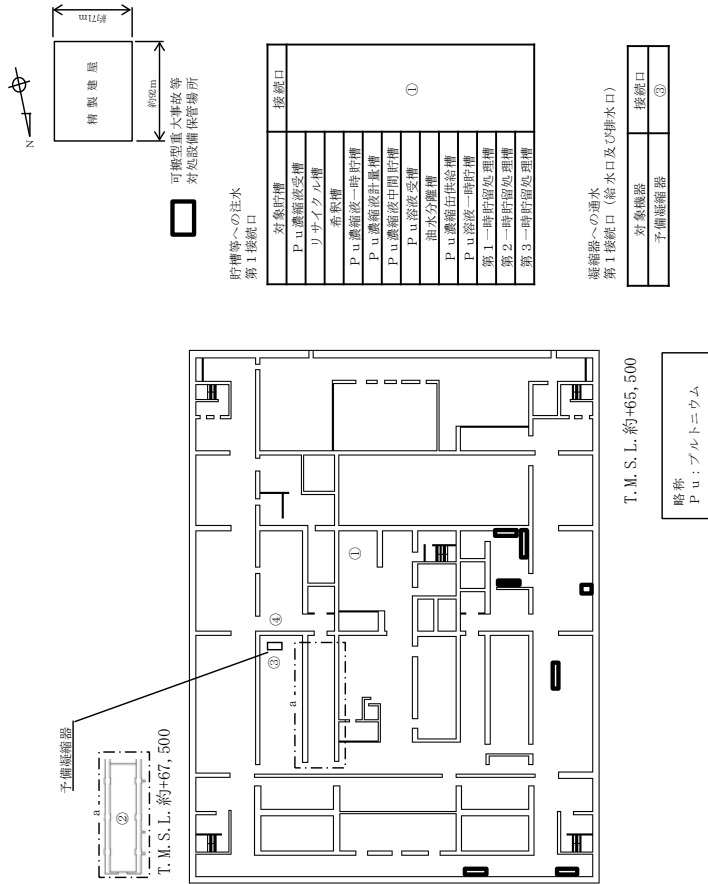 予備凝縮器
a
②
T.M.S.L.約+67,500
③
④
①
a
T.M.S.L.約+65,500
略称
Pu:プルトニウム
N
精製建屋
約71m
約92m
可搬型重大事故等
対処設備保管場所
貯槽等への注水
第1接続口
対象貯槽 接続口
Pu濃縮液受槽 ①
リサイクル槽
希釈槽
Pu濃縮液一時貯槽
Pu濃縮液計量槽
Pu濃縮液中間貯槽
Pu溶液受槽
油水分離槽
Pu濃縮缶供給槽
Pu溶液一時貯槽
第1一時貯留処理槽
第2一時貯留処理槽
第3一時貯留処理槽
凝縮器への通水
第1接続口(給水口及び排水口)
対象機器 接続口
予備凝縮器 ③